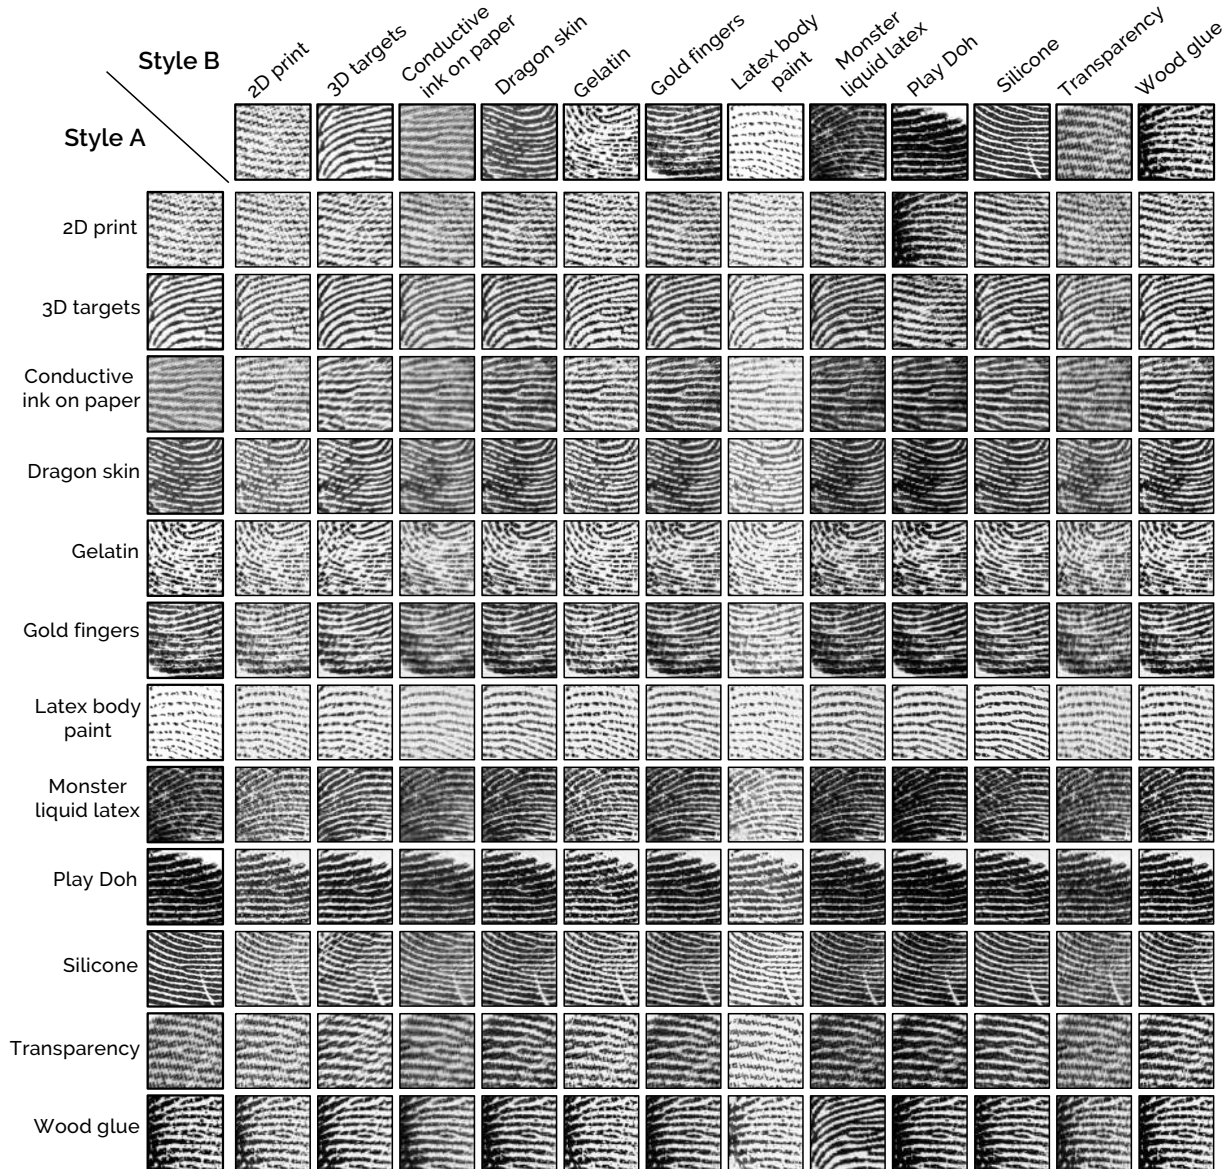 Style B
2D print
3D targets
Conductive
ink on paper
Dragon skin
Gelatin
Gold fingers
Latex body
paint
Monster
liquid latex
Play Doh
Silicone
Transparency
Wood glue
Style A
2D print
3D targets
Conductive
ink on paper
Dragon skin
Gelatin
Gold fingers
Latex body
paint
Monster
liquid latex
Play Doh
Silicone
Transparency
Wood glue